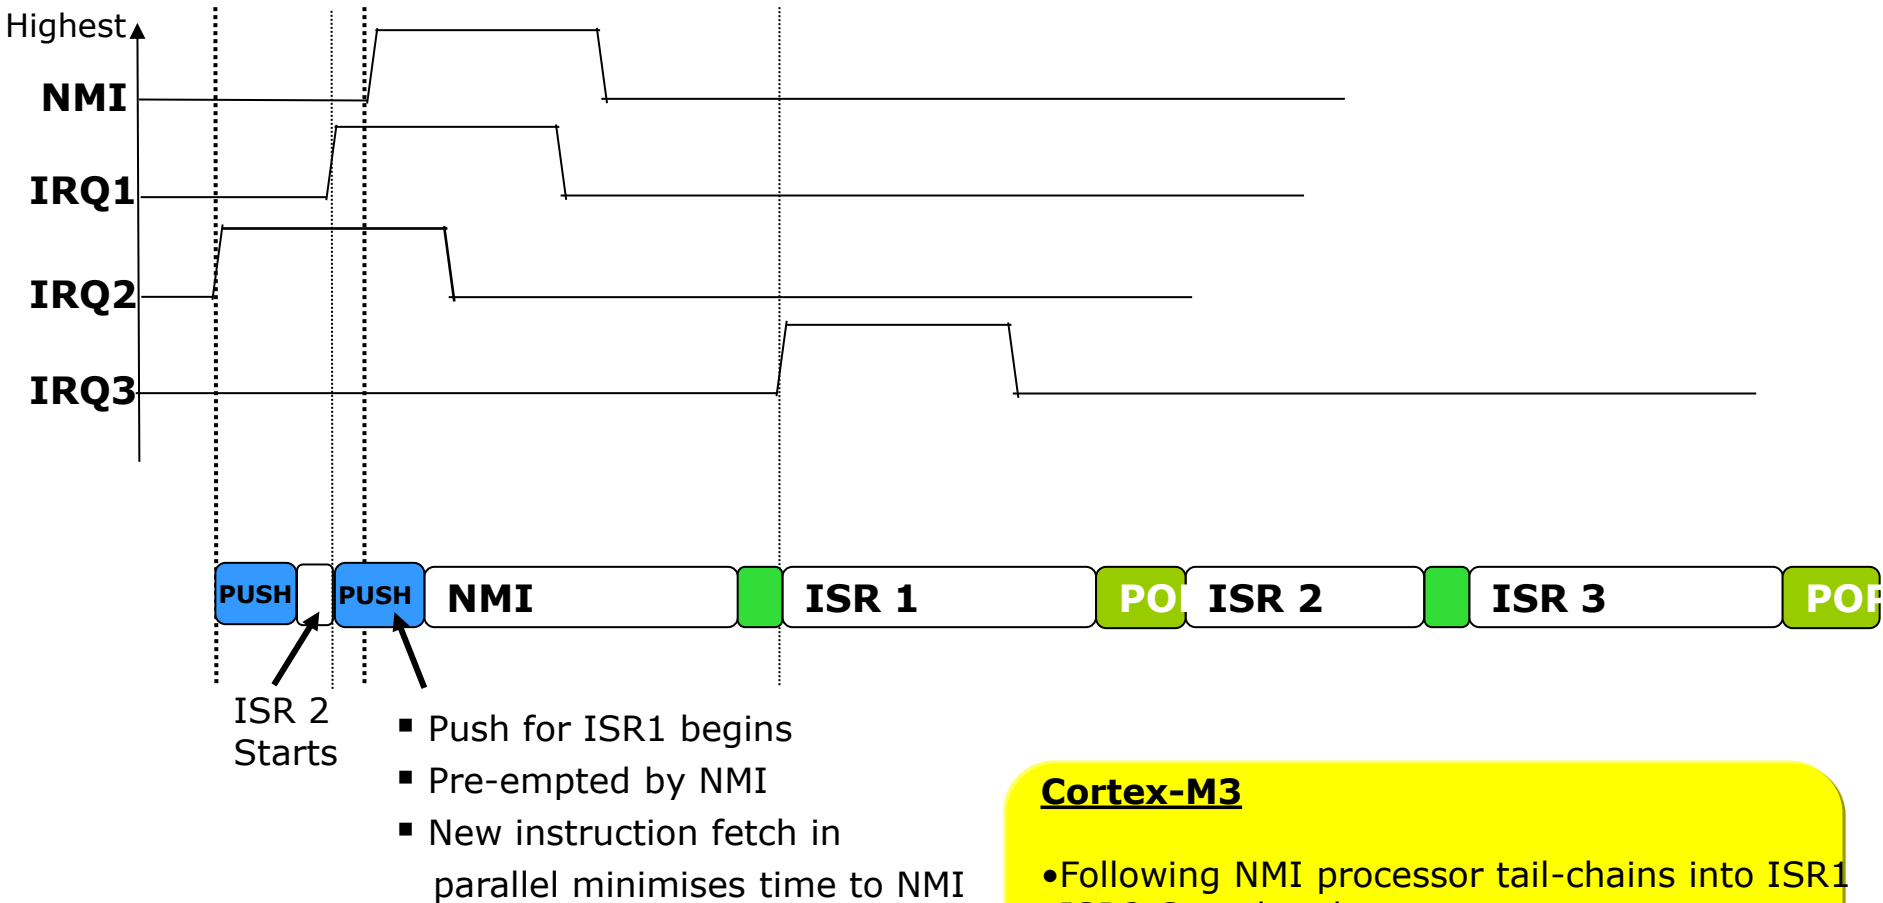 Highest
NMI
IRQ1
IRQ2
IRQ3
PUSH PUSH NMI ISR 1 ISR 2 ISR 3
ISR 2
Starts
▪ Push for ISR1 begins
▪ Pre-empted by NMI
▪ New instruction fetch in
parallel minimises time to NMI
Cortex-M3
•Following NMI processor tail-chains into ISR1